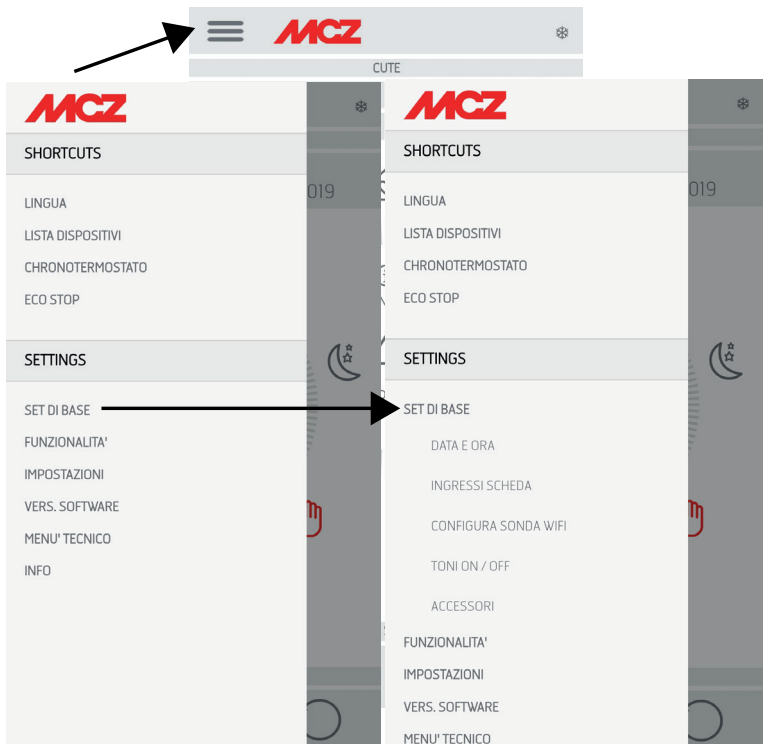 MCZ
CUTE
MCZ
SHORTCUTS
LINGUA
LISTA DISPOSITIVI
CHRONOTERMOSTATO
ECO STOP
SETTINGS
SET DI BASE
FUNZIONALITA'
IMPOSTAZIONI
VERS. SOFTWARE
MENU' TECNICO
INFO
019
MCZ
SHORTCUTS
LINGUA
LISTA DISPOSITIVI
CHRONOTERMOSTATO
ECO STOP
SETTINGS
SET DI BASE
DATA E ORA
INGRESSI SCHEDA
CONFIGURA SONDA WIFI
TONI ON / OFF
ACCESSORI
FUNZIONALITA'
IMPOSTAZIONI
VERS. SOFTWARE
MENU' TECNICO
019